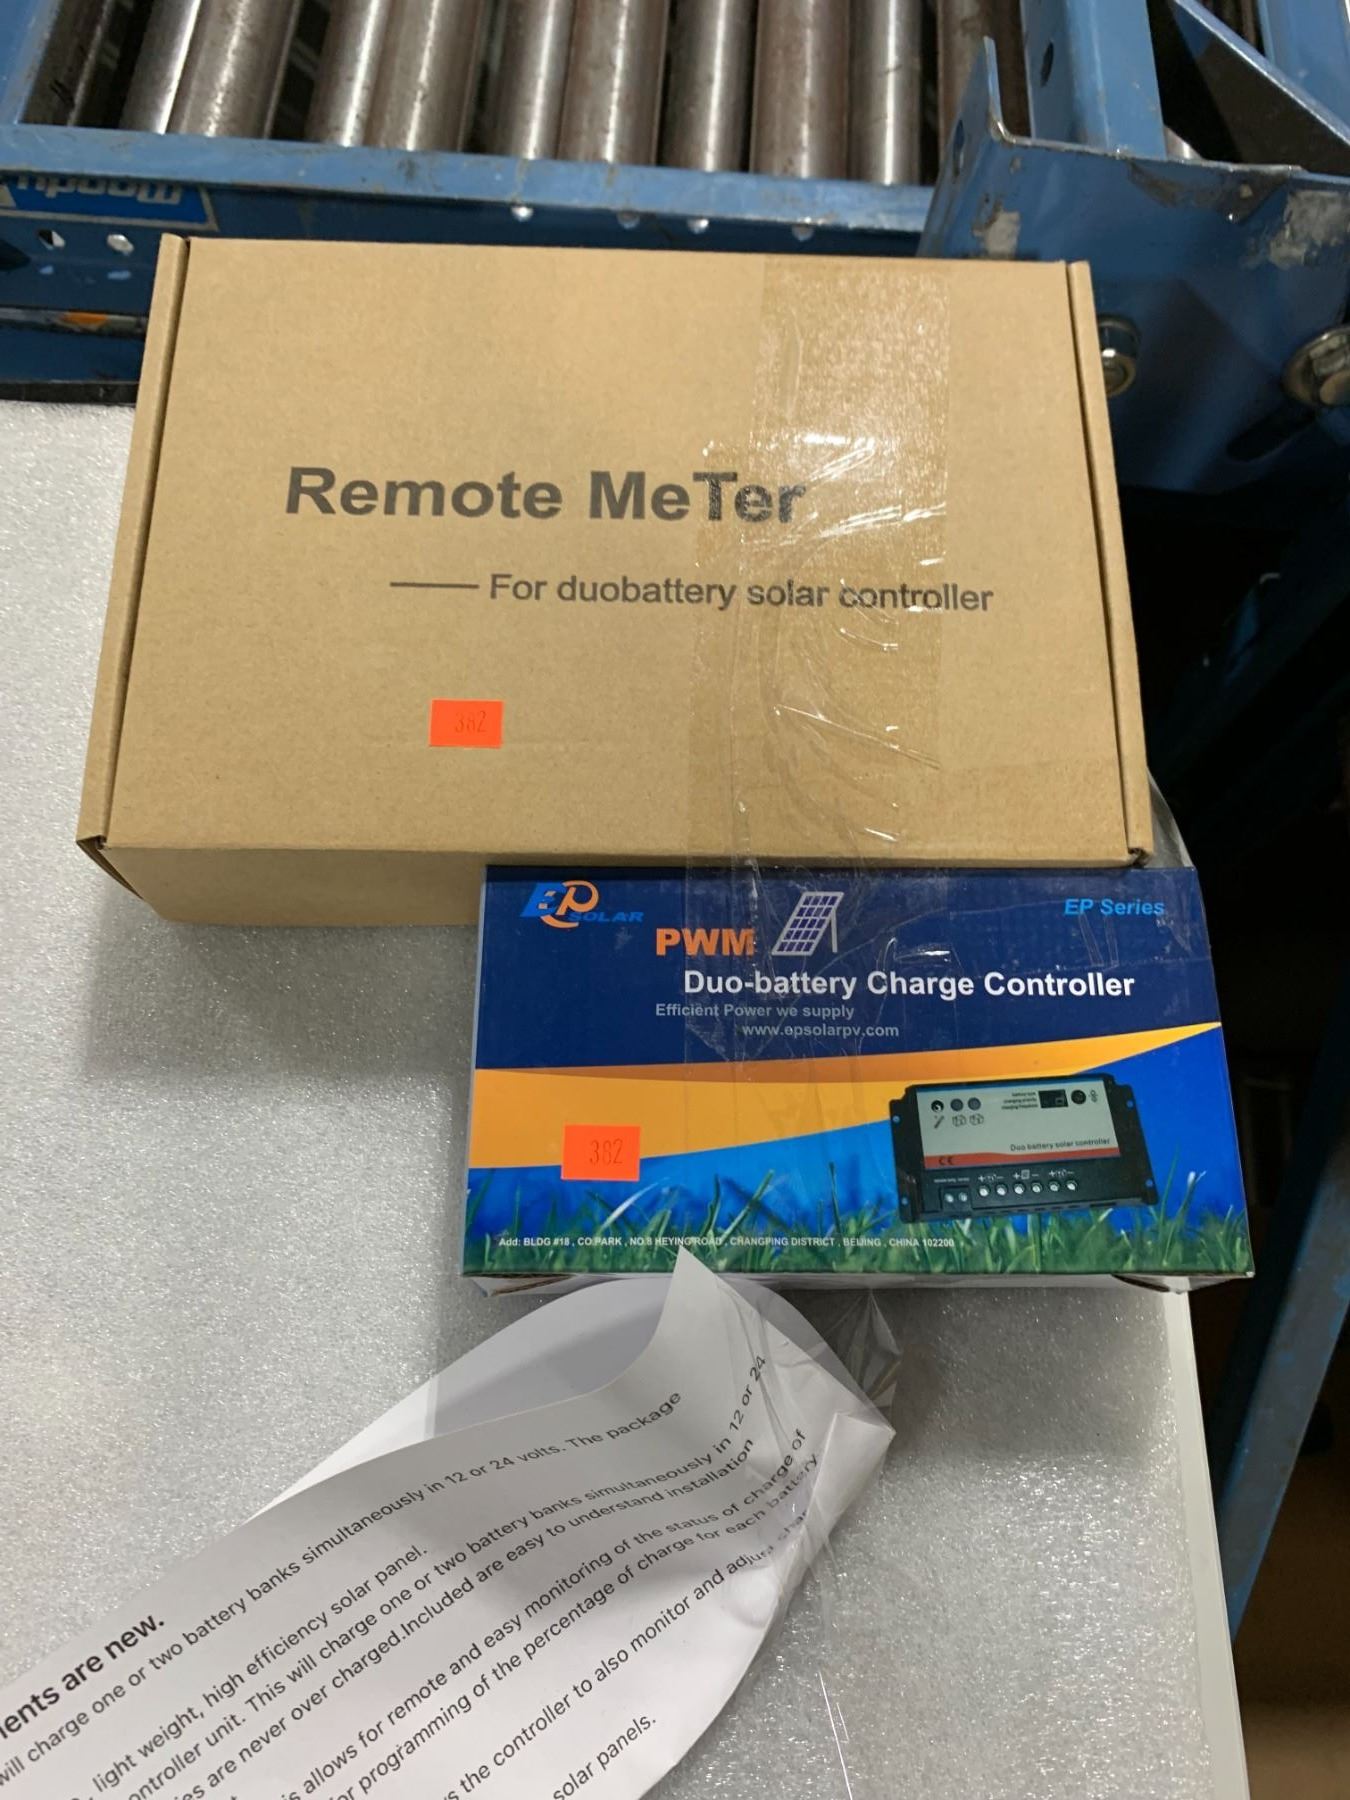 Moody
Remote MeTer
—— For duobattery solar controller
382
EP SOLAR
EP Series
PWM
Duo-battery Charge Controller
Efficient Power we supply
www.epsolarpv.com
382
Duo battery solar controller
CE
Add: BLDG #18 , CO.PARK , NO.8 HEYING ROAD , CHANGPING DISTRICT , BEIJING , CHINA 102200
ents are new.
will charge one or two battery banks simultaneously in 12 or 24 volts. The package
light weight, high efficiency solar panel.
ontroller unit. This will charge one or two battery banks simultaneously in 12 or 24
es are never over charged.Included are easy to understand installation
s allows for remote and easy monitoring of the status of charge of
or programming of the percentage of charge for each battery
s the controller to also monitor and adjust
solar panels.